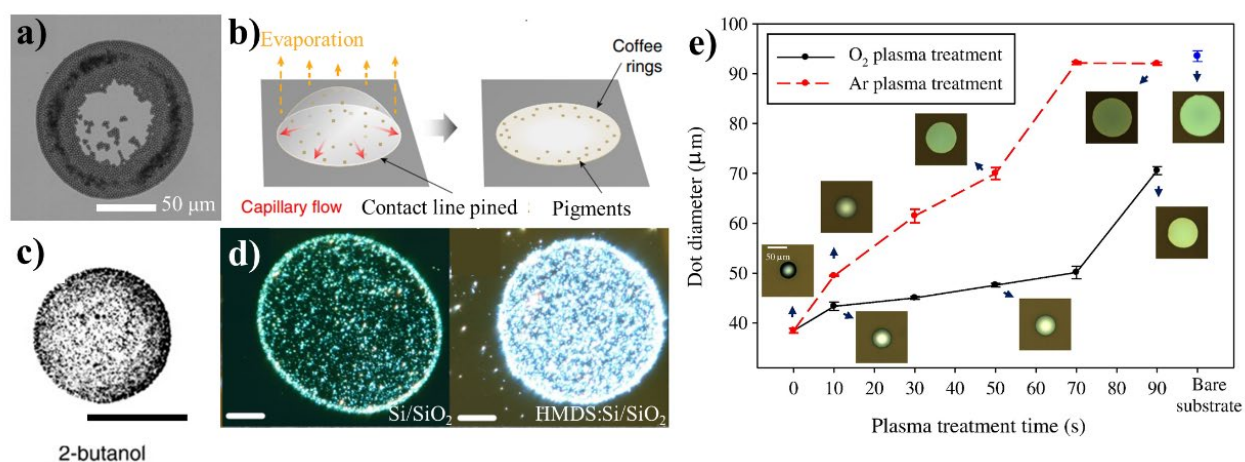 a)
50 µm
b)
Evaporation
Coffee
rings
Capillary flow
Contact line pined
Pigments
c)
2-butanol
d)
Si/SiO₂
HMDS:Si/SiO₂
e)
O₂ plasma treatment
Ar plasma treatment
Dot diameter (µm)
100
90
80
70
60
50
40
50 µm
0 10 20 30 40 50 60 70 80 90 Bare
substrate
Plasma treatment time (s)